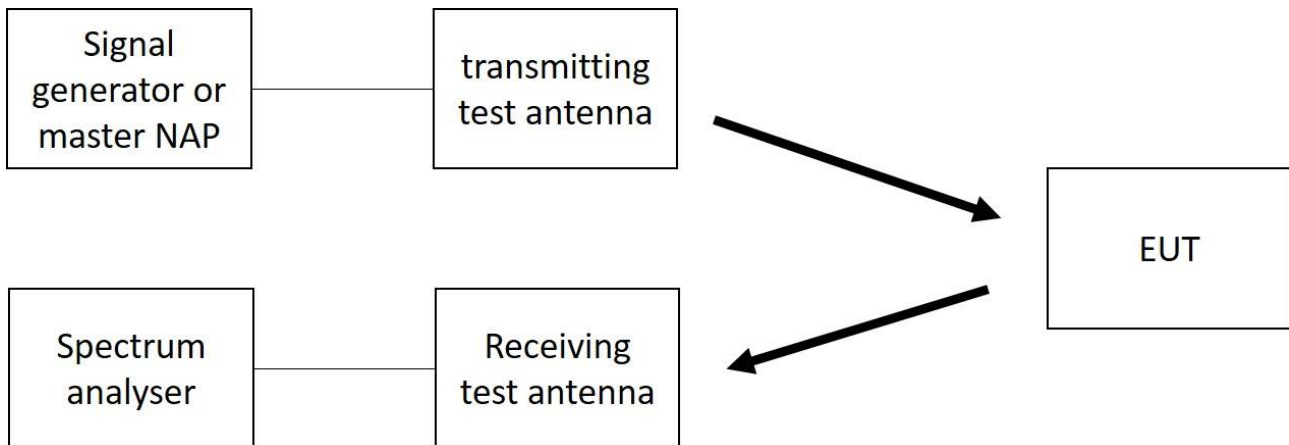 Signal
generator or
master NAP
transmitting
test antenna
EUT
Spectrum
analyser
Receiving
test antenna